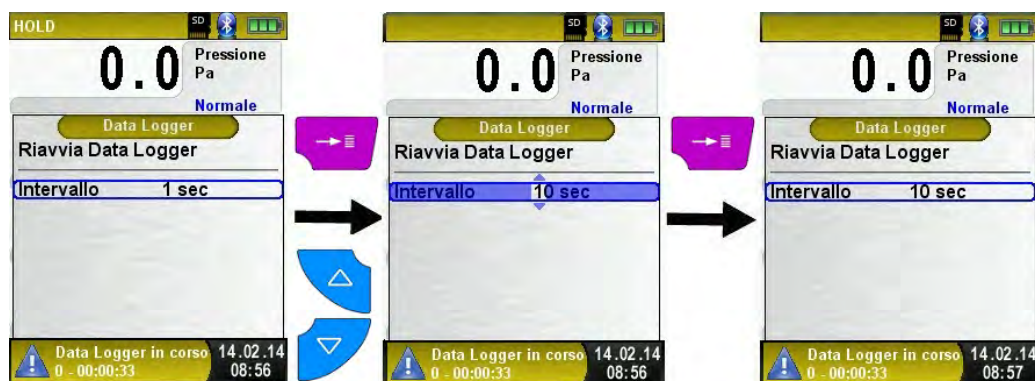 HOLD
SD
0.0
Pressione
Pa
Normale
Data Logger
Riavvia Data Logger
Intervallo 1 sec
Data Logger in corso
0 - 00:00:33
14.02.14
08:56
SD
0.0
Pressione
Pa
Normale
Data Logger
Riavvia Data Logger
Intervallo 10 sec
Data Logger in corso
0 - 00:00:33
14.02.14
08:56
SD
0.0
Pressione
Pa
Normale
Data Logger
Riavvia Data Logger
Intervallo 10 sec
Data Logger in corso
0 - 00:00:33
14.02.14
08:57